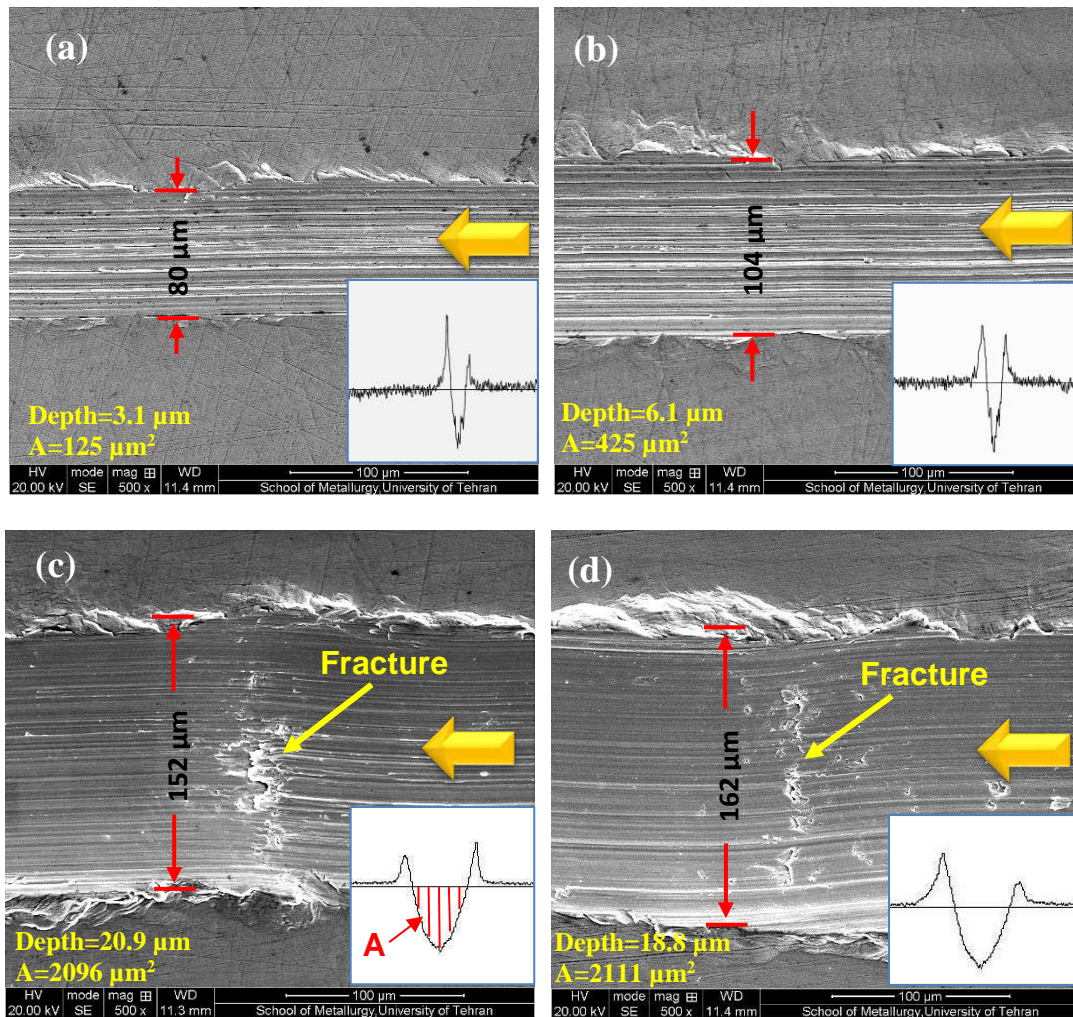 (a)
80 µm
Depth=3.1 µm
A=125 µm²
HV mode mag ⊞ WD 100 µm
20.00 kV SE 500 x 11.4 mm School of Metallurgy,University of Tehran
(b)
104 µm
Depth=6.1 µm
A=425 µm²
HV mode mag ⊞ WD 100 µm
20.00 kV SE 500 x 11.4 mm School of Metallurgy,University of Tehran
(c)
Fracture
152 µm
A
Depth=20.9 µm
A=2096 µm²
HV mode mag ⊞ WD 100 µm
20.00 kV SE 500 x 11.3 mm School of Metallurgy,University of Tehran
(d)
Fracture
162 µm
Depth=18.8 µm
A=2111 µm²
HV mode mag ⊞ WD 100 µm
20.00 kV SE 500 x 11.4 mm School of Metallurgy,University of Tehran